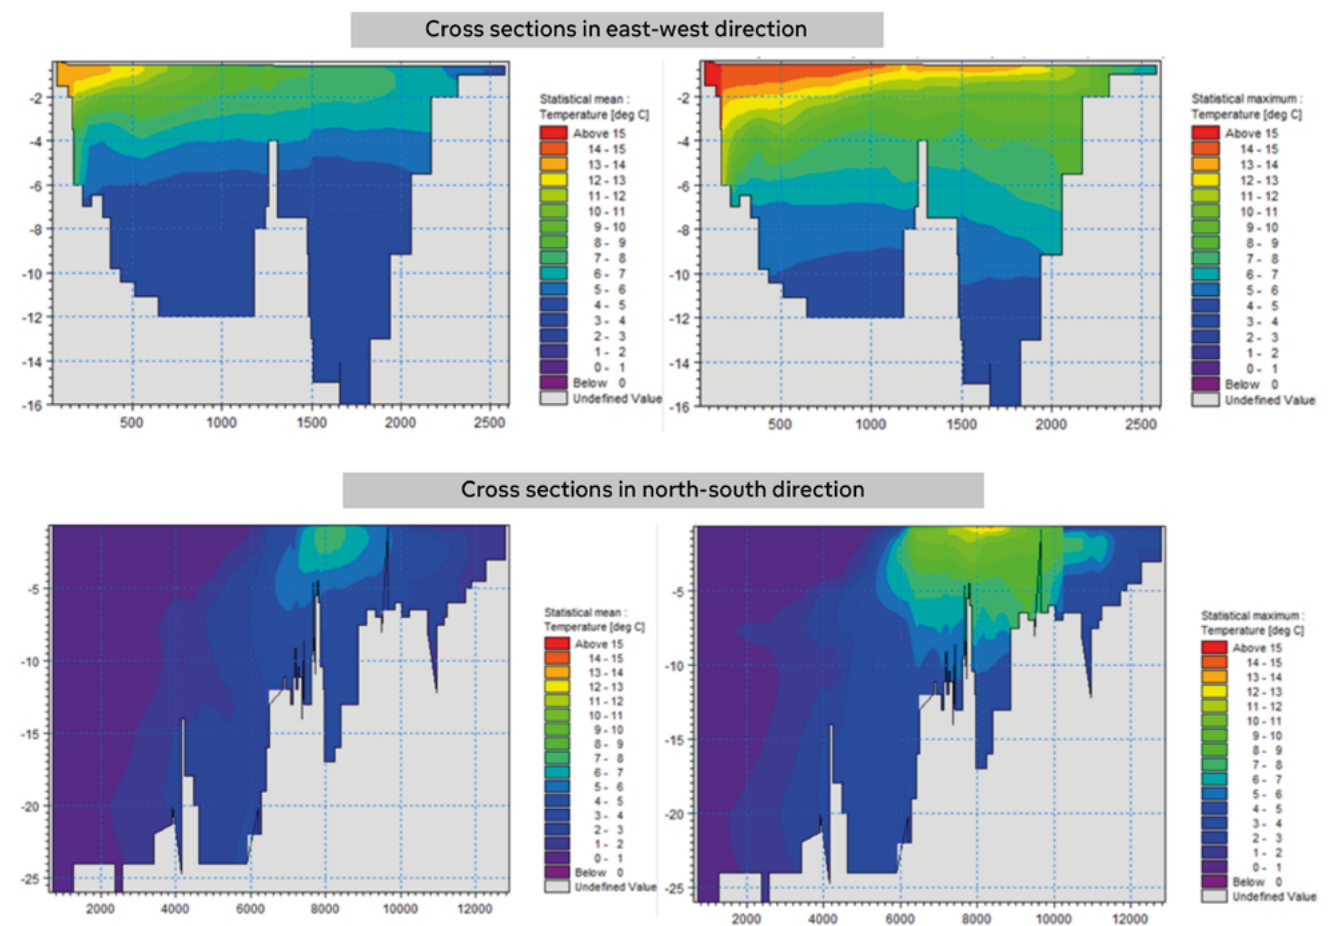 Cross sections in east-west direction
-2
-4
-6
-8
-10
-12
-14
-16
500
1000
1500
2000
2500
Statistical mean :
Temperature [deg C]
Above 15
14 - 15
13 - 14
12 - 13
11 - 12
10 - 11
9 - 10
8 - 9
7 - 8
6 - 7
5 - 6
4 - 5
3 - 4
2 - 3
1 - 2
0 - 1
Below 0
Undefined Value
-2
-4
-6
-8
-10
-12
-14
-16
500
1000
1500
2000
2500
Statistical maximum :
Temperature [deg C]
Above 15
14 - 15
13 - 14
12 - 13
11 - 12
10 - 11
9 - 10
8 - 9
7 - 8
6 - 7
5 - 6
4 - 5
3 - 4
2 - 3
1 - 2
0 - 1
Below 0
Undefined Value
Cross sections in north-south direction
-5
-10
-15
-20
-25
2000
4000
6000
8000
10000
12000
Statistical mean :
Temperature [deg C]
Above 15
14 - 15
13 - 14
12 - 13
11 - 12
10 - 11
9 - 10
8 - 9
7 - 8
6 - 7
5 - 6
4 - 5
3 - 4
2 - 3
1 - 2
0 - 1
Below 0
Undefined Value
-5
-10
-15
-20
-25
2000
4000
6000
8000
10000
12000
Statistical maximum :
Temperature [deg C]
Above 15
14 - 15
13 - 14
12 - 13
11 - 12
10 - 11
9 - 10
8 - 9
7 - 8
6 - 7
5 - 6
4 - 5
3 - 4
2 - 3
1 - 2
0 - 1
Below 0
Undefined Value